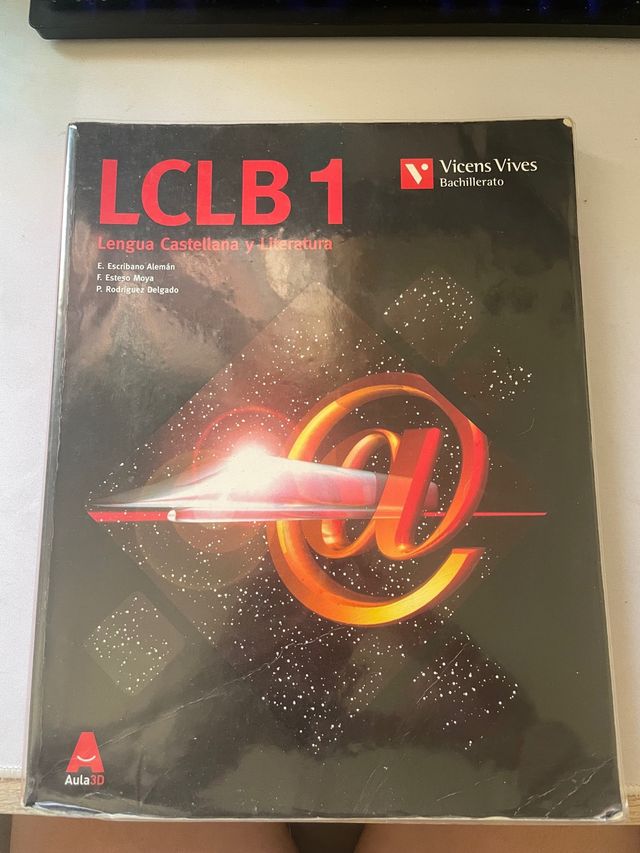 LCLB 1
Lengua Castellana y Literatura
E. Escribano Alemán
F. Esteso Moya
P. Rodríguez Delgado
Vicens Vives
Bachillerato
@
Aula3D